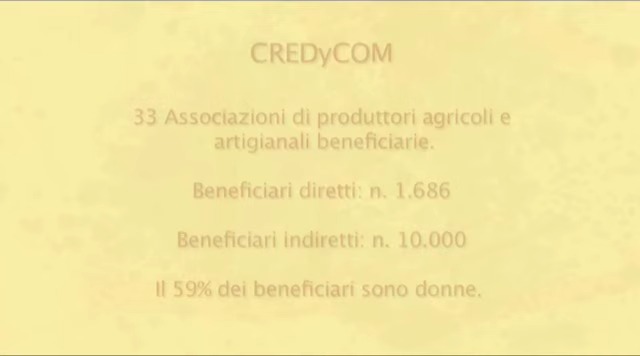 CREDyCOM
33 Associazioni di produttori agricoli e
artigianali beneficiarie.
Beneficiari diretti: n. 1.686
Beneficiari indiretti: n. 10.000
Il 59% dei beneficiari sono donne.